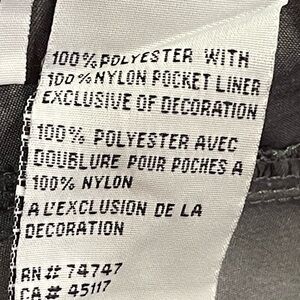 100% POLYESTER WITH
100% NYLON POCKET LINER
EXCLUSIVE OF DECORATION
100% POLYESTER AVEC
DOUBLURE POUR POCHES A
100% NYLON
A L'EXCLUSION DE LA
DECORATION
RN# 74747
CA# 45117